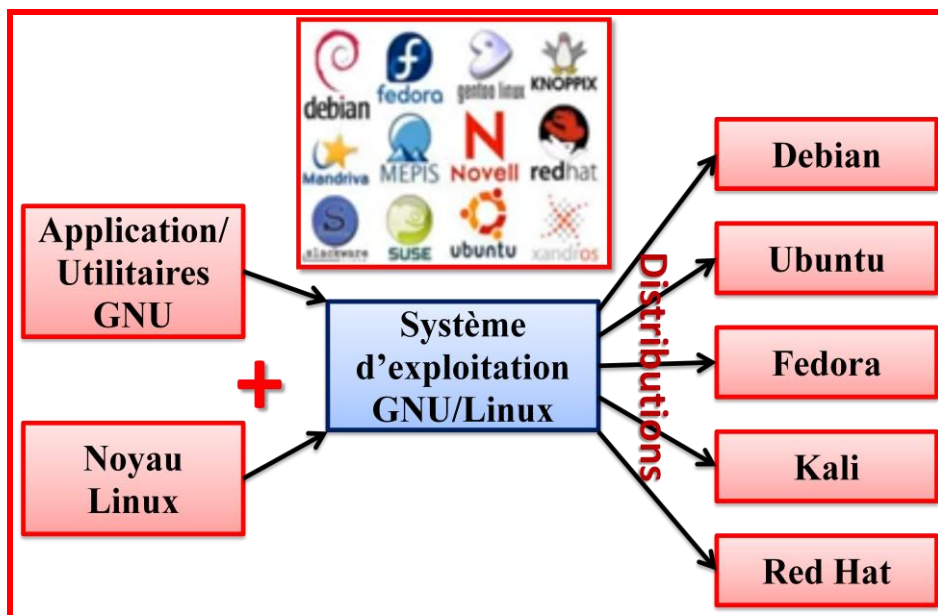 debian
fedora
gentoo linux
KNOPPIX
Mandriva
MEPIS
Novell
redhat
slackware
SUSE
ubuntu
xandros
Application/
Utilitaires
GNU
+
Noyau
Linux
Système
d'exploitation
GNU/Linux
Distributions
Debian
Ubuntu
Fedora
Kali
Red Hat